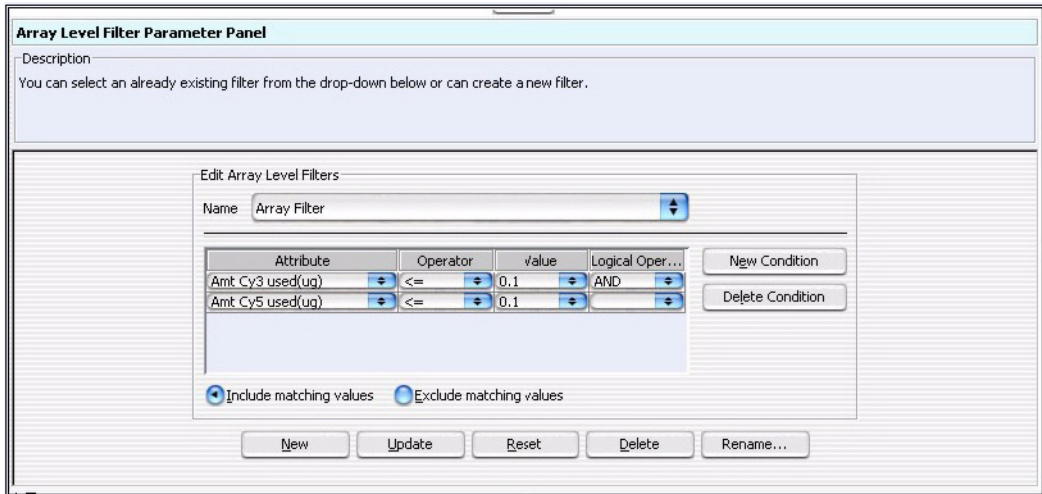 Array Level Filter Parameter Panel
Description
You can select an already existing filter from the drop-down below or can create a new filter.
Edit Array Level Filters
Name Array Filter
Attribute Operator Value Logical Oper...
Amt Cy3 used(ug) <= 0.1 AND
Amt Cy5 used(ug) <= 0.1
New Condition
Delete Condition
Include matching values Exclude matching values
New Update Reset Delete Rename...